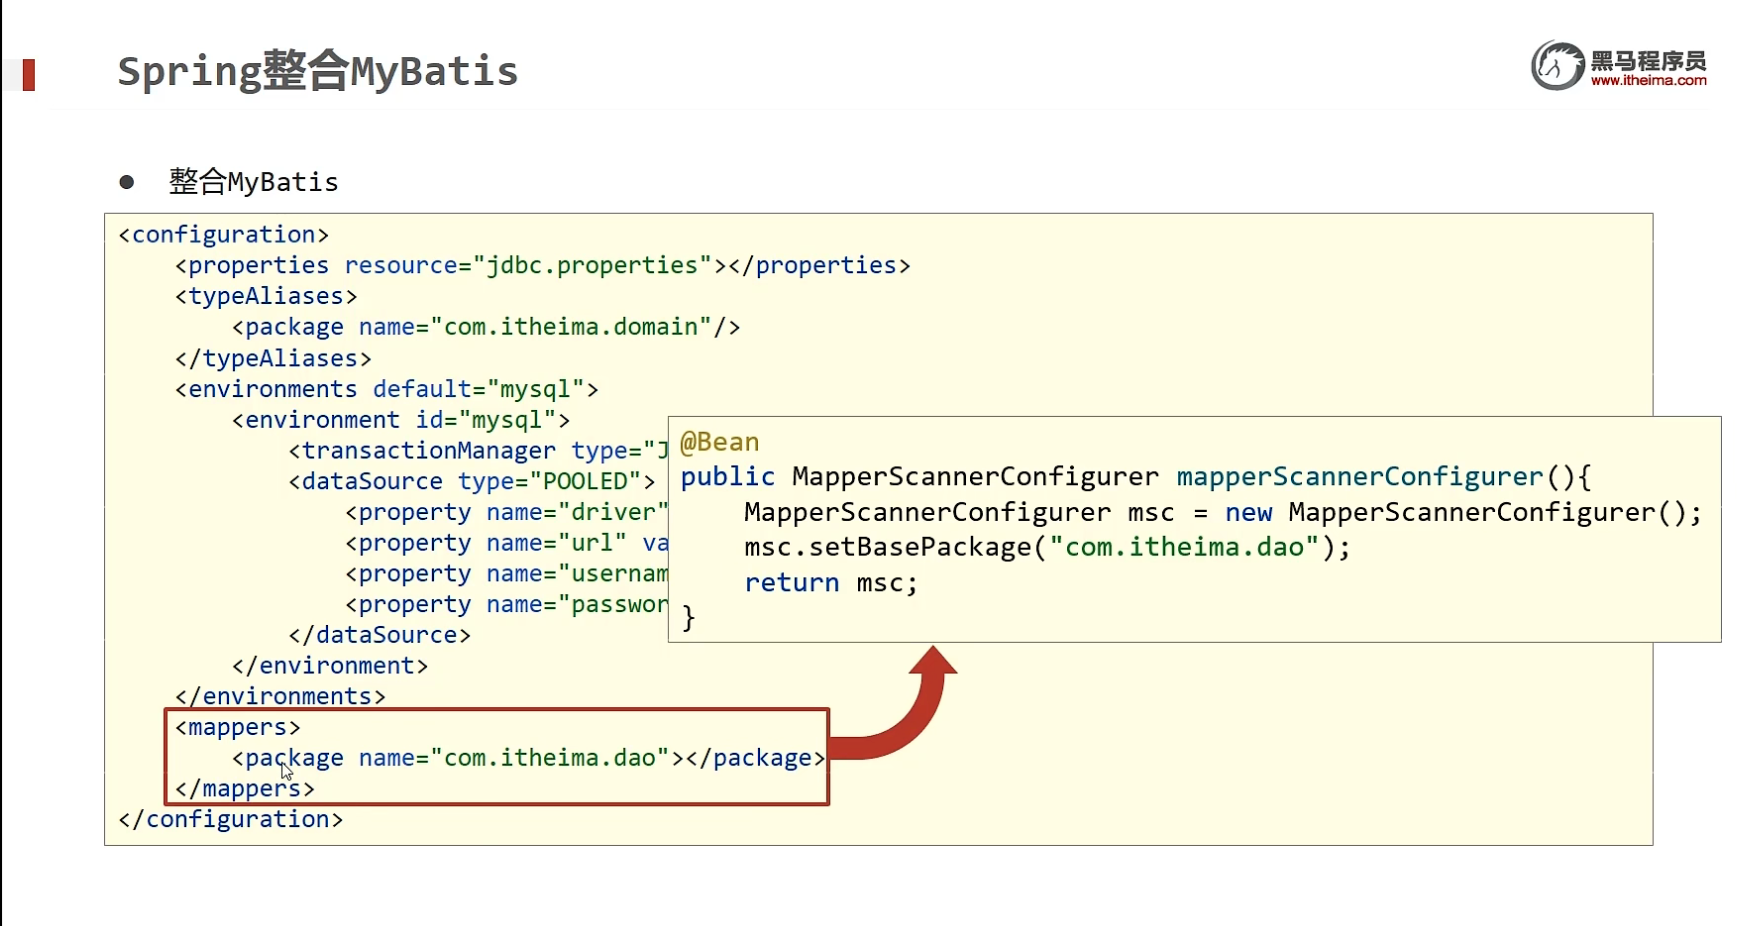 Spring整合MyBatis
黑马程序员
www.itheima.com
● 整合MyBatis
<configuration>
    <properties resource="jdbc.properties"></properties>
    <typeAliases>
        <package name="com.itheima.domain"/>
    </typeAliases>
    <environments default="mysql">
        <environment id="mysql">
            <transactionManager type="J
            <dataSource type="POOLED">
                <property name="driver"
                <property name="url" va
                <property name="usernam
                <property name="passwor
            </dataSource>
        </environment>
    </environments>
    <mappers>
        <package name="com.itheima.dao"></package>
    </mappers>
</configuration>
@Bean
public MapperScannerConfigurer mapperScannerConfigurer(){
    MapperScannerConfigurer msc = new MapperScannerConfigurer();
    msc.setBasePackage("com.itheima.dao");
    return msc;
}